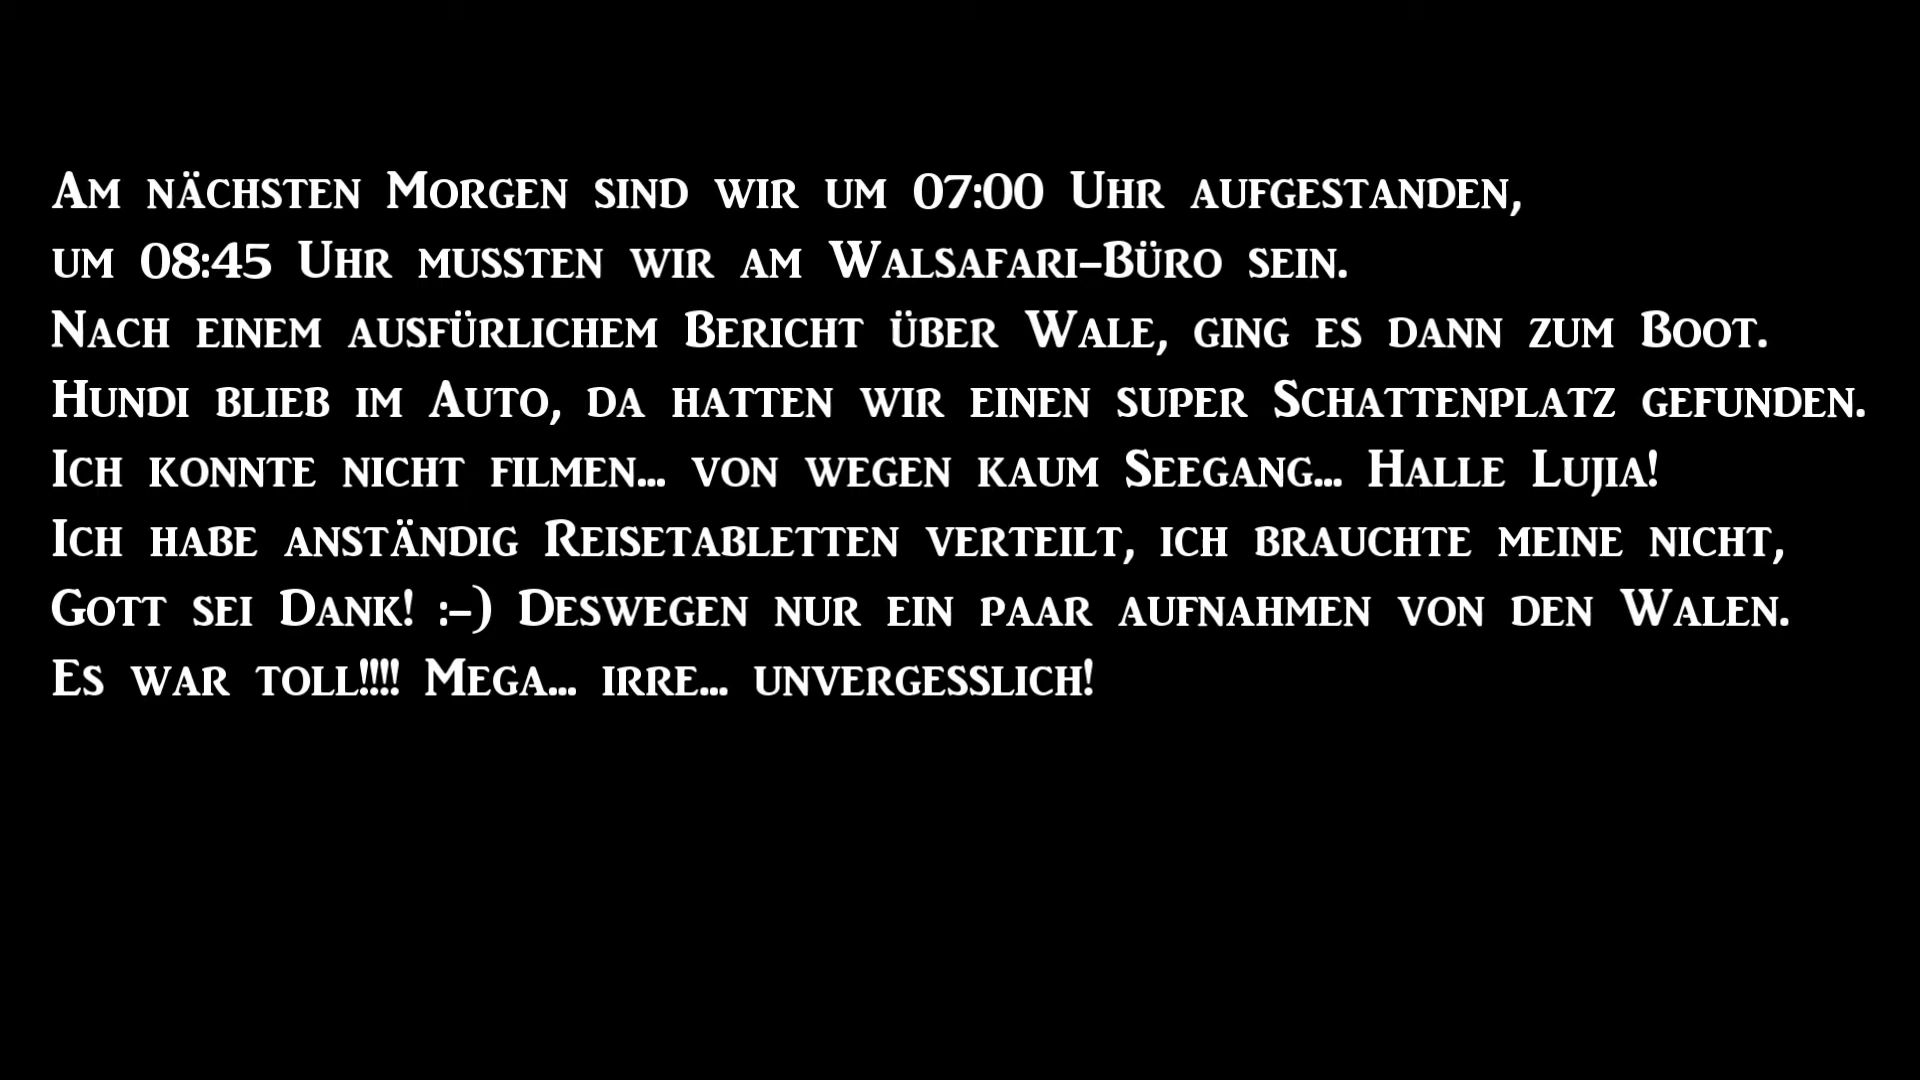 Am nächsten Morgen sind wir um 07:00 Uhr aufgestanden,
um 08:45 Uhr mussten wir am Walsafari-Büro sein.
Nach einem ausfürlichem Bericht über Wale, ging es dann zum Boot.
Hundi blieb im Auto, da hatten wir einen super Schattenplatz gefunden.
Ich konnte nicht filmen... von wegen kaum Seegang... Halle Lujia!
Ich habe anständig Reisetabletten verteilt, ich brauchte meine nicht,
Gott sei Dank! :-) Deswegen nur ein paar aufnahmen von den Walen.
Es war toll!!!! Mega... irre... unvergesslich!